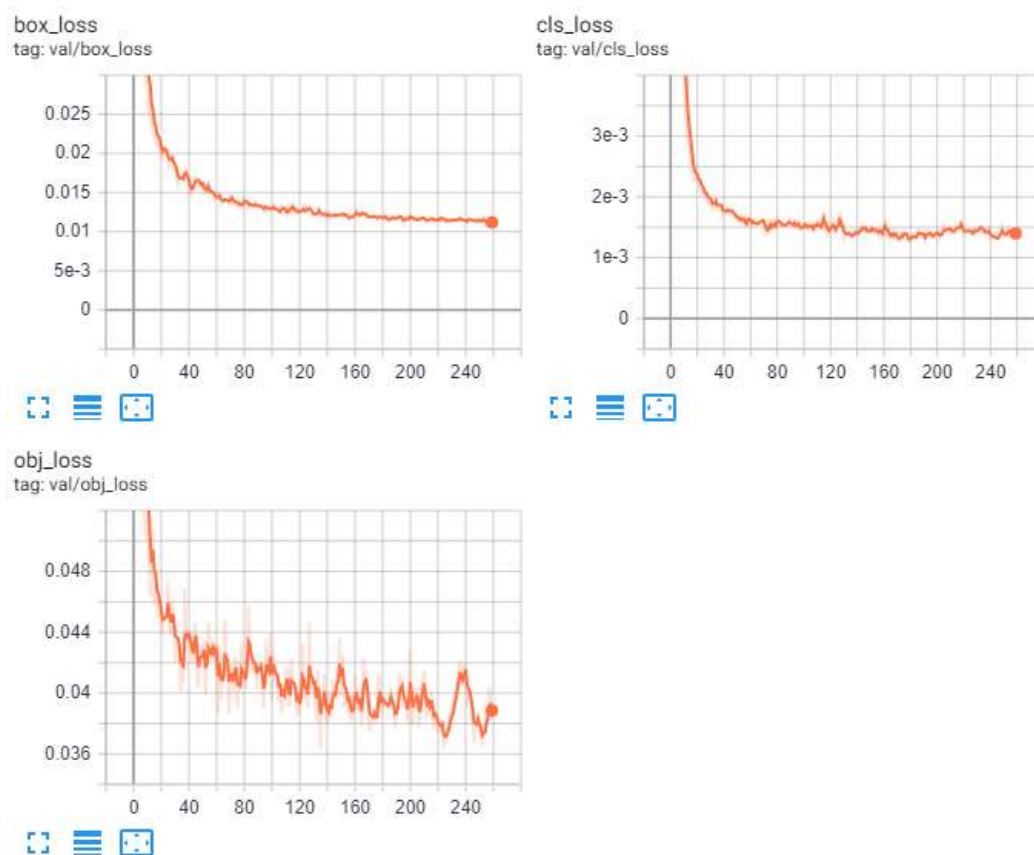 box_loss
tag: val/box_loss
0.025
0.02
0.015
0.01
5e-3
0
0 40 80 120 160 200 240
cls_loss
tag: val/cls_loss
3e-3
2e-3
1e-3
0
0 40 80 120 160 200 240
obj_loss
tag: val/obj_loss
0.048
0.044
0.04
0.036
0 40 80 120 160 200 240